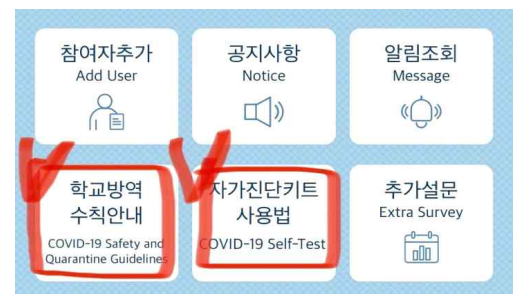 참여자추가
Add User
공지사항
Notice
알림조회
Message
학교방역
수칙안내
COVID-19 Safety and
Quarantine Guidelines
자가진단키트
사용법
COVID-19 Self-Test
추가설문
Extra Survey